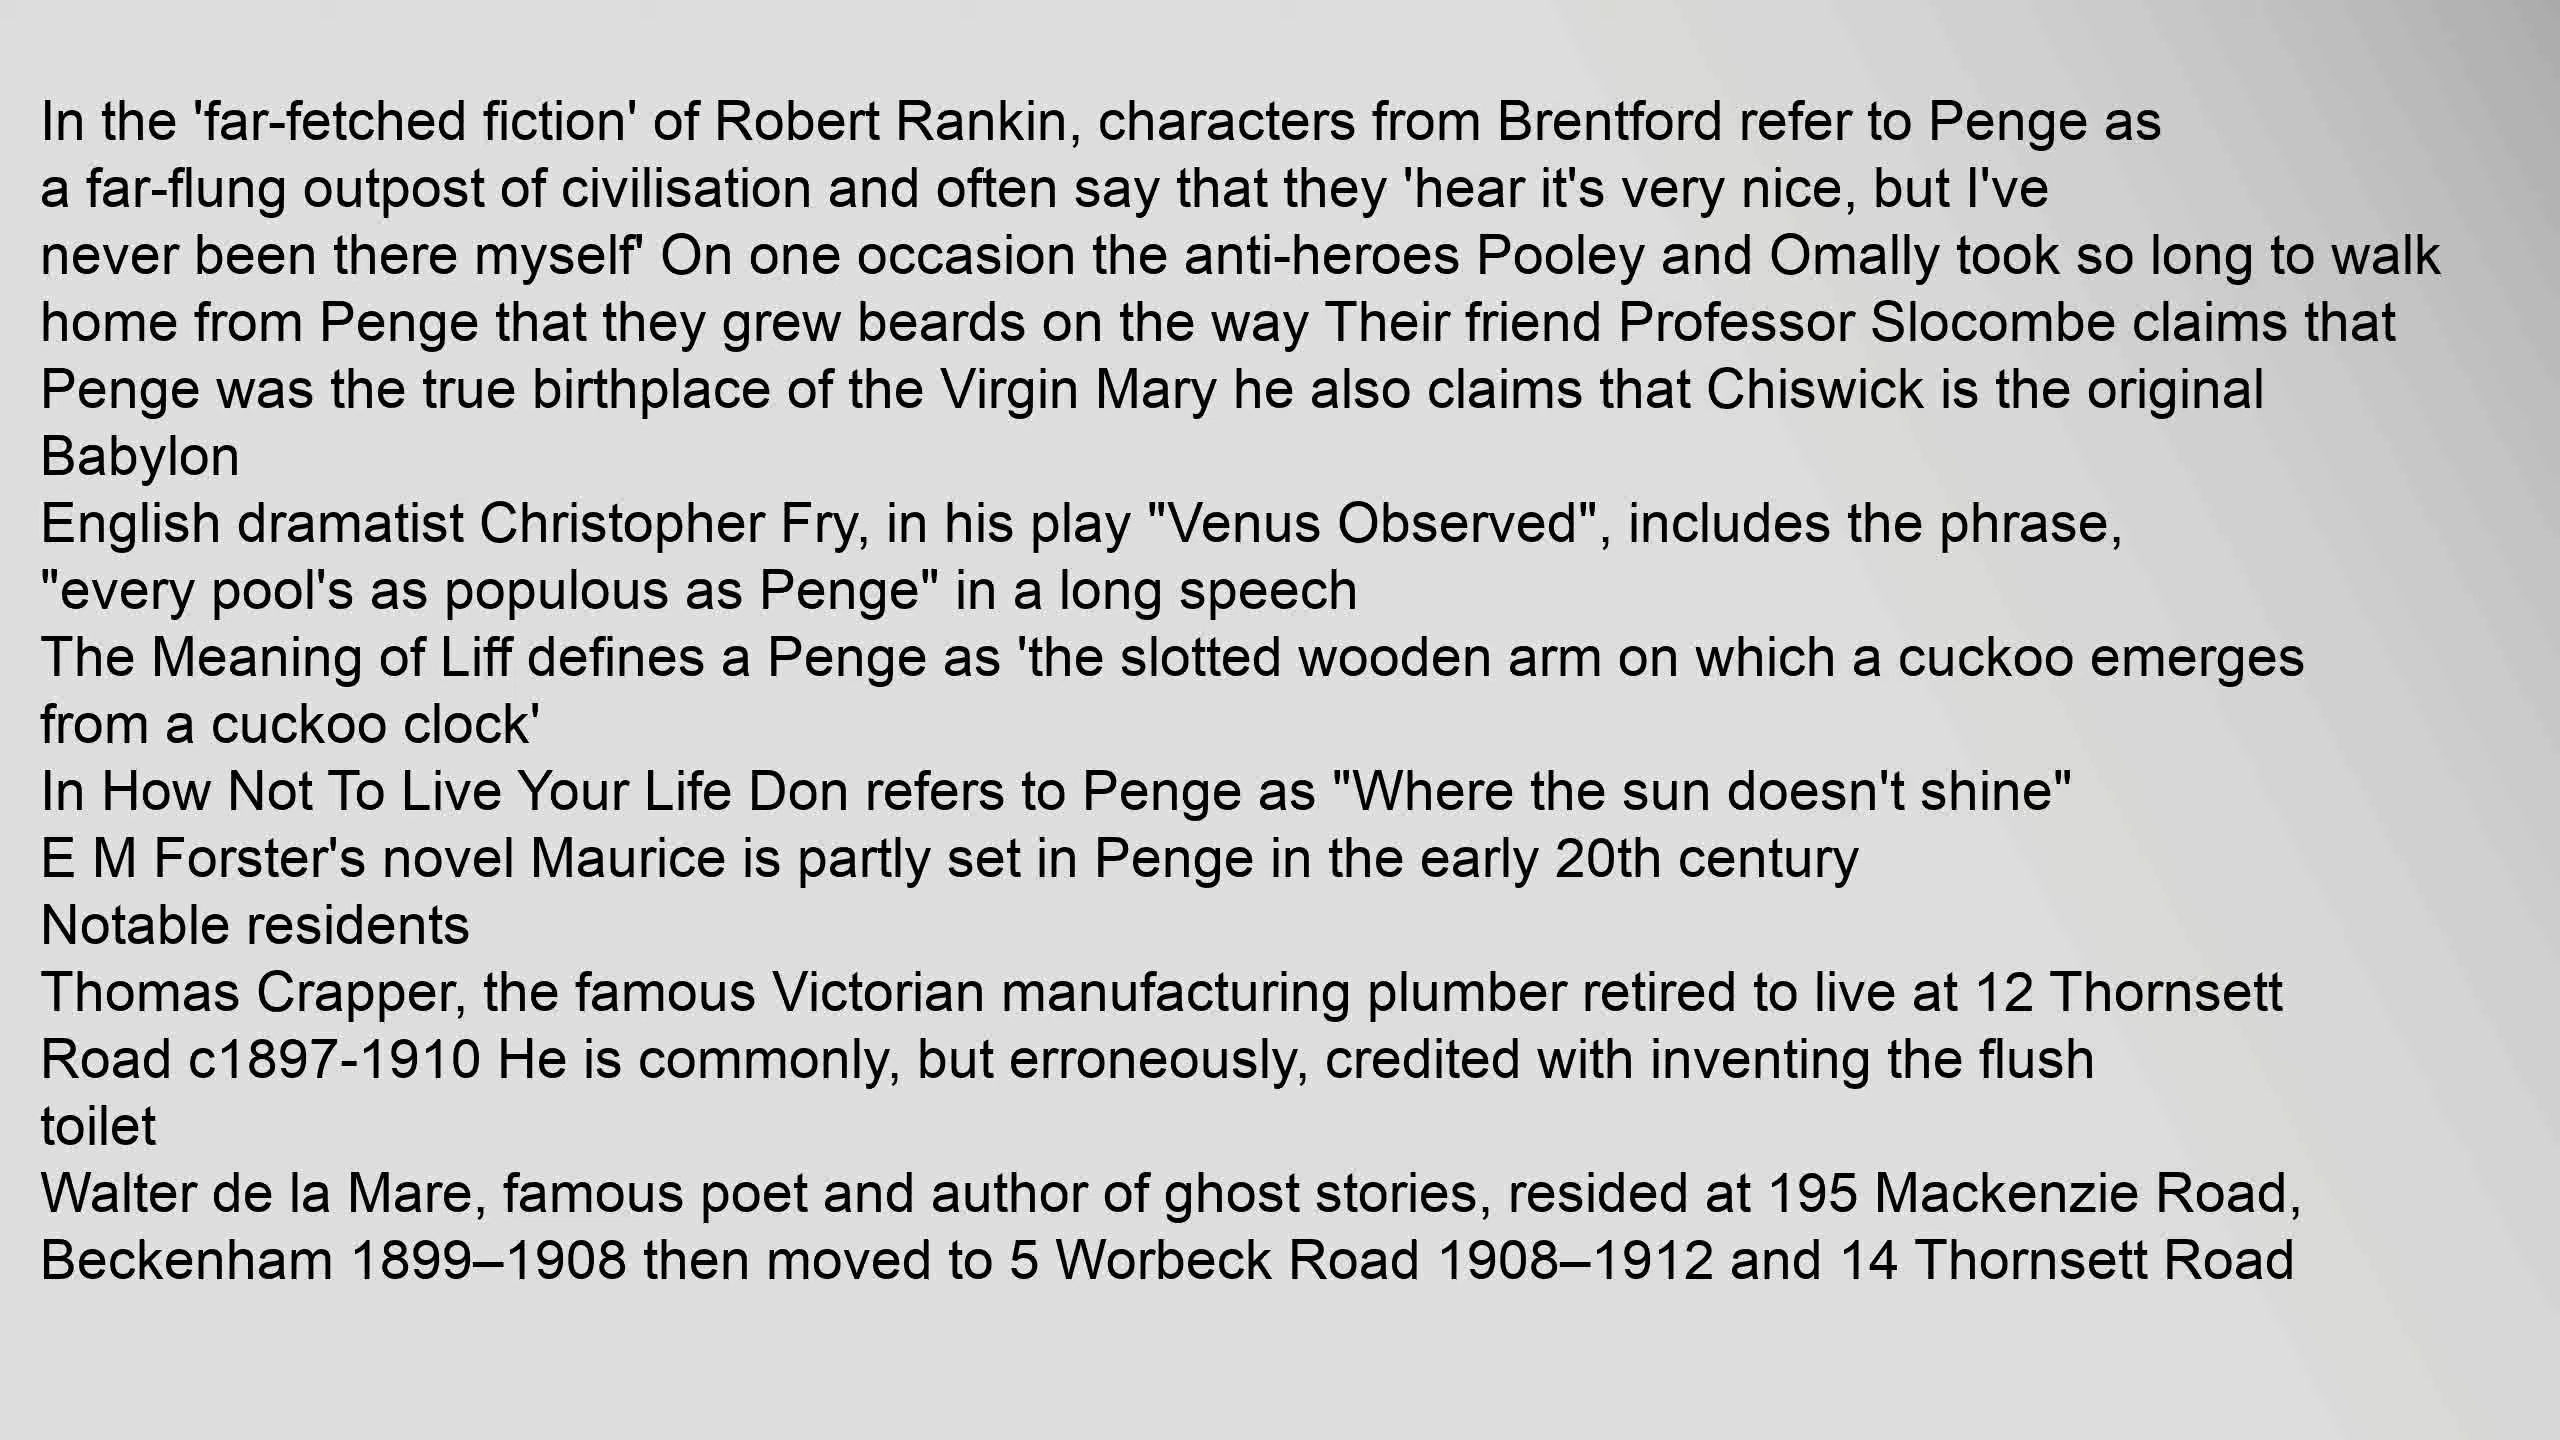 In the 'far-fetched fiction' of Robert Rankin, characters from Brentford refer to Penge as
a far-flung outpost of civilisation and often say that they 'hear it's very nice, but I've
never been there myself' On one occasion the anti-heroes Pooley and Omally took so long to walk
home from Penge that they grew beards on the way Their friend Professor Slocombe claims that
Penge was the true birthplace of the Virgin Mary he also claims that Chiswick is the original
Babylon
English dramatist Christopher Fry, in his play "Venus Observed", includes the phrase,
"every pool's as populous as Penge" in a long speech
The Meaning of Liff defines a Penge as 'the slotted wooden arm on which a cuckoo emerges
from a cuckoo clock'
In How Not To Live Your Life Don refers to Penge as "Where the sun doesn't shine"
E M Forster's novel Maurice is partly set in Penge in the early 20th century
Notable residents
Thomas Crapper, the famous Victorian manufacturing plumber retired to live at 12 Thornsett
Road c1897-1910 He is commonly, but erroneously, credited with inventing the flush
toilet
Walter de la Mare, famous poet and author of ghost stories, resided at 195 Mackenzie Road,
Beckenham 1899–1908 then moved to 5 Worbeck Road 1908–1912 and 14 Thornsett Road